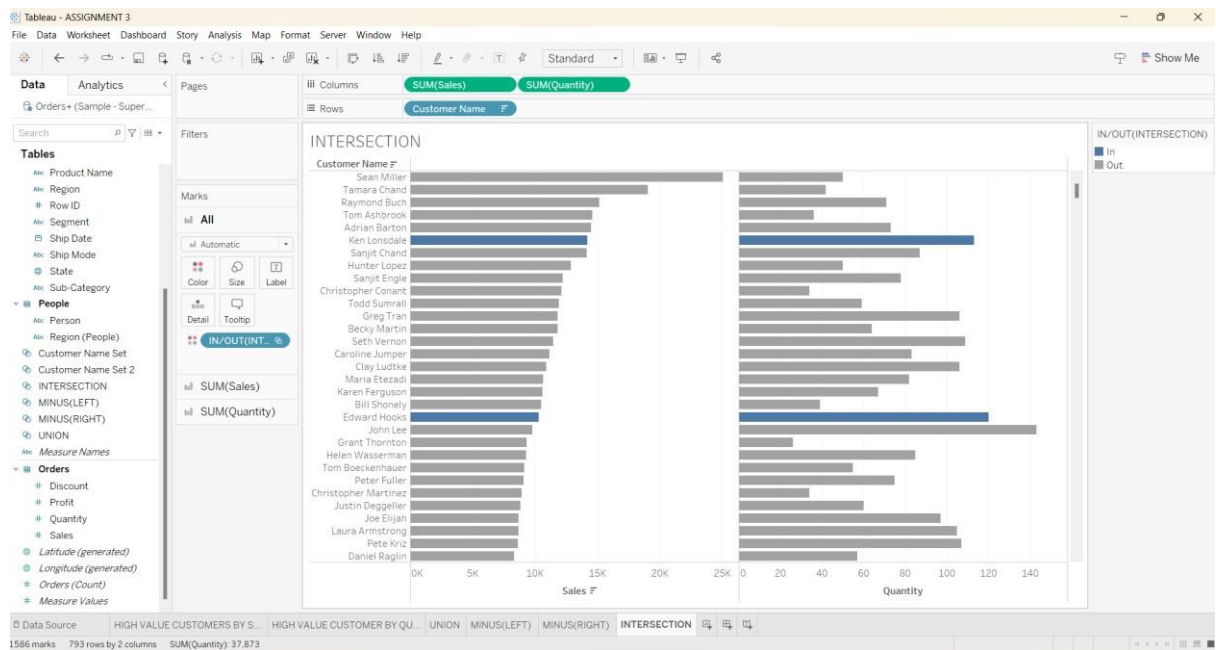 Tableau - ASSIGNMENT 3
File Data Worksheet Dashboard Story Analysis Map Format Server Window Help
Standard
Show Me
Data Analytics
Orders+ (Sample - Super...
Search
Tables
Abc Product Name
Abc Region
# Row ID
Abc Segment
Ship Date
Abc Ship Mode
State
Abc Sub-Category
People
Abc Person
Abc Region (People)
Customer Name Set
Customer Name Set 2
INTERSECTION
MINUS(LEFT)
MINUS(RIGHT)
UNION
Abc Measure Names
Orders
# Discount
# Profit
# Quantity
# Sales
Latitude (generated)
Longitude (generated)
# Orders (Count)
# Measure Values
Pages
Filters
Marks
All
Automatic
Color Size Label
Detail Tooltip
IN/OUT(INT..
SUM(Sales)
SUM(Quantity)
Columns SUM(Sales) SUM(Quantity)
Rows Customer Name
INTERSECTION
Customer Name
Sean Miller
Tamara Chand
Raymond Buch
Tom Ashbrook
Adrian Barton
Ken Lonsdale
Sanjit Chand
Hunter Lopez
Sanjit Engle
Christopher Conant
Todd Sumrall
Greg Tran
Becky Martin
Seth Vernon
Caroline Jumper
Clay Ludtke
Maria Etezadi
Karen Ferguson
Bill Shonely
Edward Hooks
John Lee
Grant Thornton
Helen Wasserman
Tom Boeckenhauer
Peter Fuller
Christopher Martinez
Justin Deggeller
Joe Elijah
Laura Armstrong
Pete Kriz
Daniel Raglin
0K 5K 10K 15K 20K 25K 0 20 40 60 80 100 120 140
Sales Quantity
IN/OUT(INTERSECTION)
In
Out
Data Source HIGH VALUE CUSTOMERS BY S... HIGH VALUE CUSTOMER BY QU... UNION MINUS(LEFT) MINUS(RIGHT) INTERSECTION
1586 marks 793 rows by 2 columns SUM(Quantity): 37.873